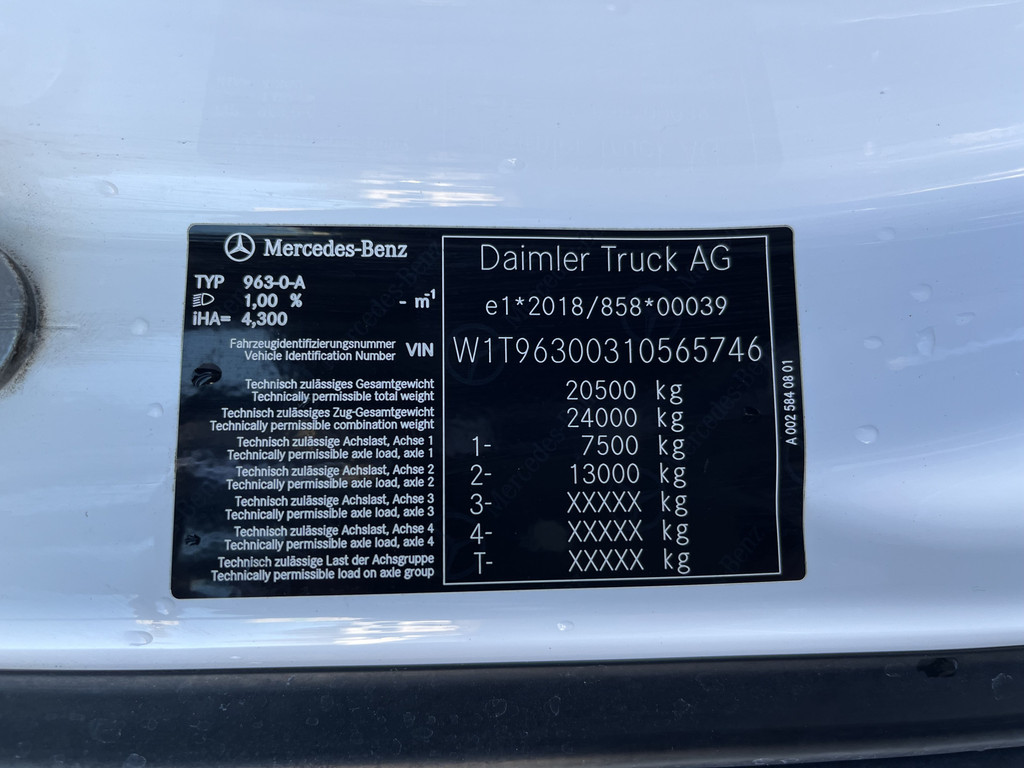 Mercedes-Benz
TYP 963-0-A
1,00 % - m-1
iHA= 4,300
Daimler Truck AG
e1*2018/858*00039
Fahrzeugidentifizierungsnummer
Vehicle Identification Number VIN W1T96300310565746
Technisch zulässiges Gesamtgewicht
Technically permissible total weight 20500 kg
Technisch zulässiges Zug-Gesamtgewicht
Technically permissible combination weight 24000 kg
Technisch zulässige Achslast, Achse 1
Technically permissible axle load, axle 1 1- 7500 kg
Technisch zulässige Achslast, Achse 2
Technically permissible axle load, axle 2 2- 13000 kg
Technisch zulässige Achslast, Achse 3
Technically permissible axle load, axle 3 3- XXXXX kg
Technisch zulässige Achslast, Achse 4
Technically permissible axle load, axle 4 4- XXXXX kg
Technisch zulässige Last der Achsgruppe
Technically permissible load on axle group T- XXXXX kg
A 002 584 08 01